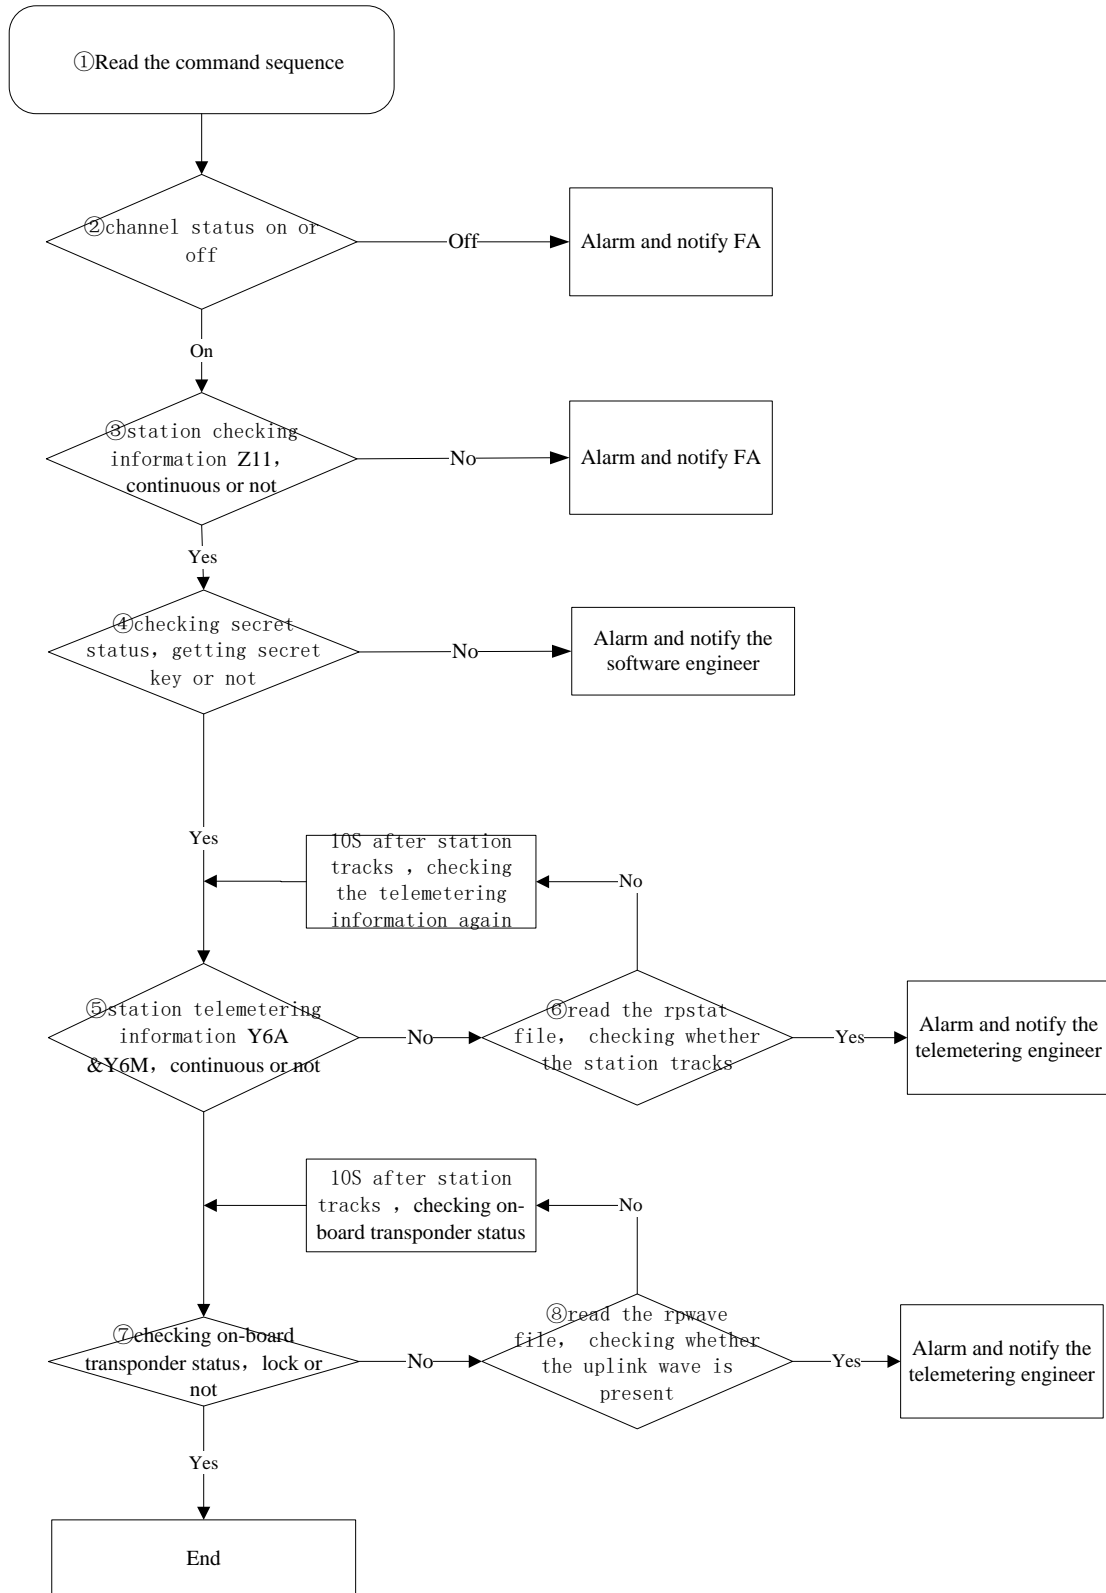 ①Read the command sequence
②channel status on or
off
Off
Alarm and notify FA
On
③station checking
information Z11，
continuous or not
No
Alarm and notify FA
Yes
④checking secret
status，getting secret
key or not
No
Alarm and notify the
software engineer
Yes
10S after station
tracks ，checking
the telemetering
information again
No
⑤station telemetering
information Y6A
&Y6M，continuous or not
No
⑥read the rpstat
file， checking whether
the station tracks
Yes
Alarm and notify the
telemetering engineer
10S after station
tracks ，checking on-
board transponder status
No
⑦checking on-board
transponder status，lock or
not
No
⑧read the rpwave
file， checking whether
the uplink wave is
present
Yes
Alarm and notify the
telemetering engineer
Yes
End